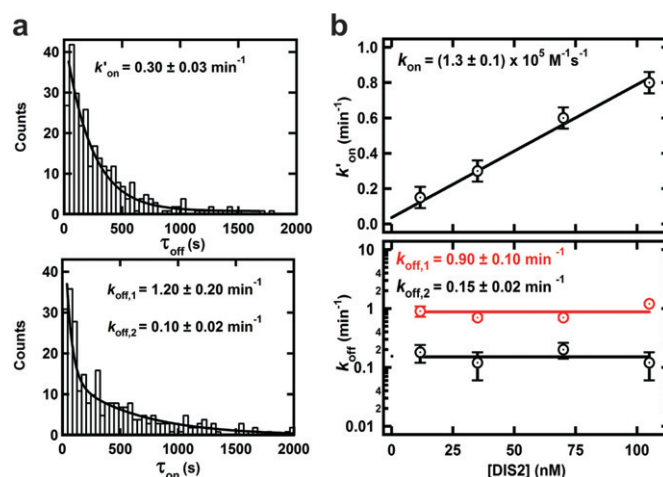 a
k'on = 0.30 ± 0.03 min⁻¹
Counts
40
30
20
10
0
0
500
1000
1500
2000
τoff (s)
koff,1 = 1.20 ± 0.20 min⁻¹
koff,2 = 0.10 ± 0.02 min⁻¹
Counts
40
30
20
10
0
0
500
1000
1500
2000
τon (s)
b
kon = (1.3 ± 0.1) x 10⁵ M⁻¹s⁻¹
k'on (min⁻¹)
1.0
0.8
0.6
0.4
0.2
0.0
koff,1 = 0.90 ± 0.10 min⁻¹
koff,2 = 0.15 ± 0.02 min⁻¹
koff (min⁻¹)
10
1
0.1
0.01
0
25
50
75
100
[DIS2] (nM)